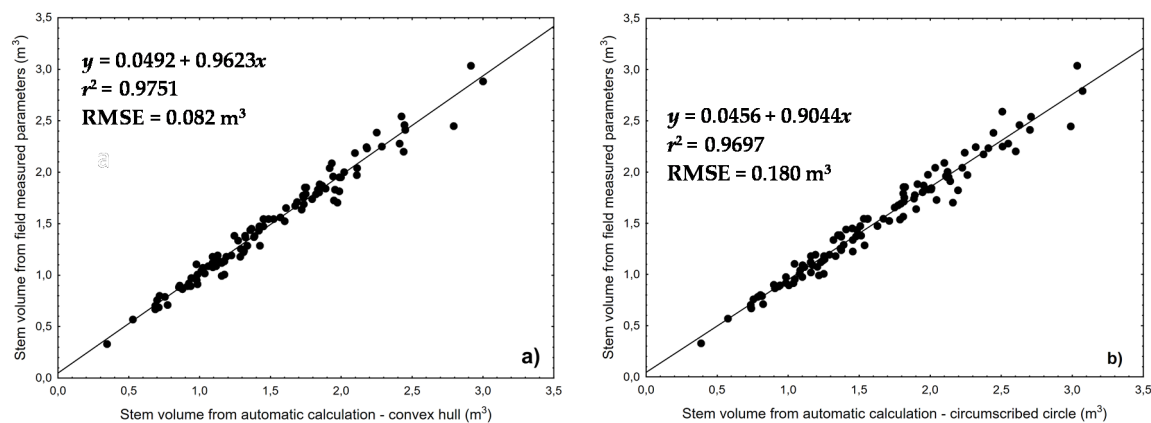 3,5
3,0
2,5
2,0
1,5
1,0
0,5
0,0
Stem volume from field measured parameters (m³)
y = 0.0492 + 0.9623x
r² = 0.9751
RMSE = 0.082 m³
a)
0,0 0,5 1,0 1,5 2,0 2,5 3,0 3,5
Stem volume from automatic calculation - convex hull (m³)
3,5
3,0
2,5
2,0
1,5
1,0
0,5
0,0
Stem volume from field measured parameters (m³)
y = 0.0456 + 0.9044x
r² = 0.9697
RMSE = 0.180 m³
b)
0,0 0,5 1,0 1,5 2,0 2,5 3,0 3,5
Stem volume from automatic calculation - circumscribed circle (m³)